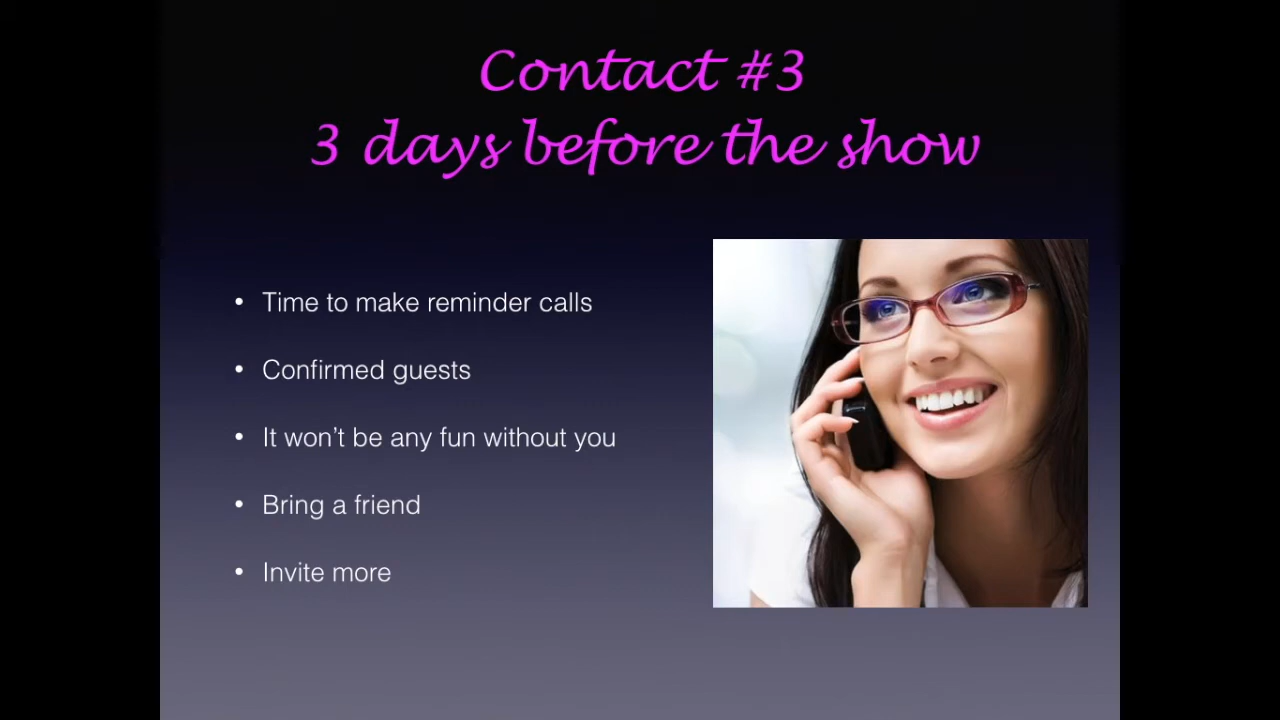 Contact #3
3 days before the show
• Time to make reminder calls
• Confirmed guests
• It won’t be any fun without you
• Bring a friend
• Invite more